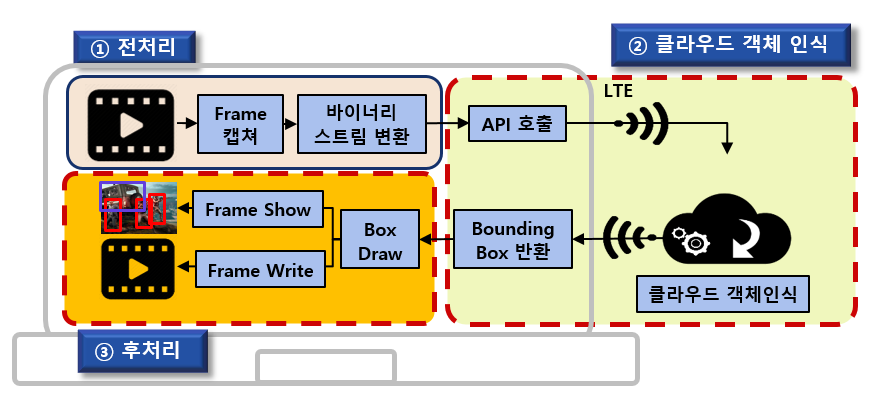 ① 전처리
② 클라우드 객체 인식
LTE
Frame
캡쳐
바이너리
스트림 변환
API 호출
Frame Show
Frame Write
Box
Draw
Bounding
Box 반환
클라우드 객체인식
③ 후처리